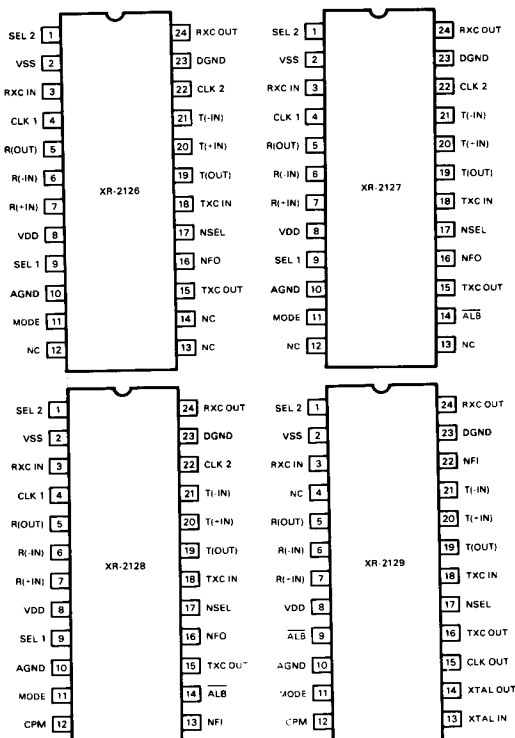 SEL 2 1 24 RXC OUT
VSS 2 23 DGND
RXC IN 3 22 CLK 2
CLK 1 4 21 T(-IN)
R(OUT) 5 20 T(+IN)
R(-IN) 6 19 T(OUT)
R(+IN) 7 18 TXC IN
VDD 8 17 NSEL
SEL 1 9 16 NFO
AGND 10 15 TXC OUT
MODE 11 14 NC
NC 12 13 NC
XR-2126
SEL 2 1 24 RXC OUT
VSS 2 23 DGND
RXC IN 3 22 CLK 2
CLK 1 4 21 T(-IN)
R(OUT) 5 20 T(+IN)
R(-IN) 6 19 T(OUT)
R(+IN) 7 18 TXC IN
VDD 8 17 NSEL
SEL 1 9 16 NFO
AGND 10 15 TXC OUT
MODE 11 14 A̅L̅B̅
NC 12 13 NC
XR-2127
SEL 2 1 24 RXC OUT
VSS 2 23 DGND
RXC IN 3 22 CLK 2
CLK 1 4 21 T(-IN)
R(OUT) 5 20 T(+IN)
R(-IN) 6 19 T(OUT)
R(+IN) 7 18 TXC IN
VDD 8 17 NSEL
SEL 1 9 16 NFO
AGND 10 15 TXC OUT
MODE 11 14 A̅L̅B̅
CPM 12 13 NFI
XR-2128
SEL 2 1 24 RXC OUT
VSS 2 23 DGND
RXC IN 3 22 NFI
NC 4 21 T(-IN)
R(OUT) 5 20 T(+IN)
R(-IN) 6 19 T(OUT)
R(+IN) 7 18 TXC IN
VDD 8 17 NSEL
A̅L̅B̅ 9 16 TXC OUT
AGND 10 15 CLK OUT
MODE 11 14 XTAL OUT
CPM 12 13 XTAL IN
XR-2129